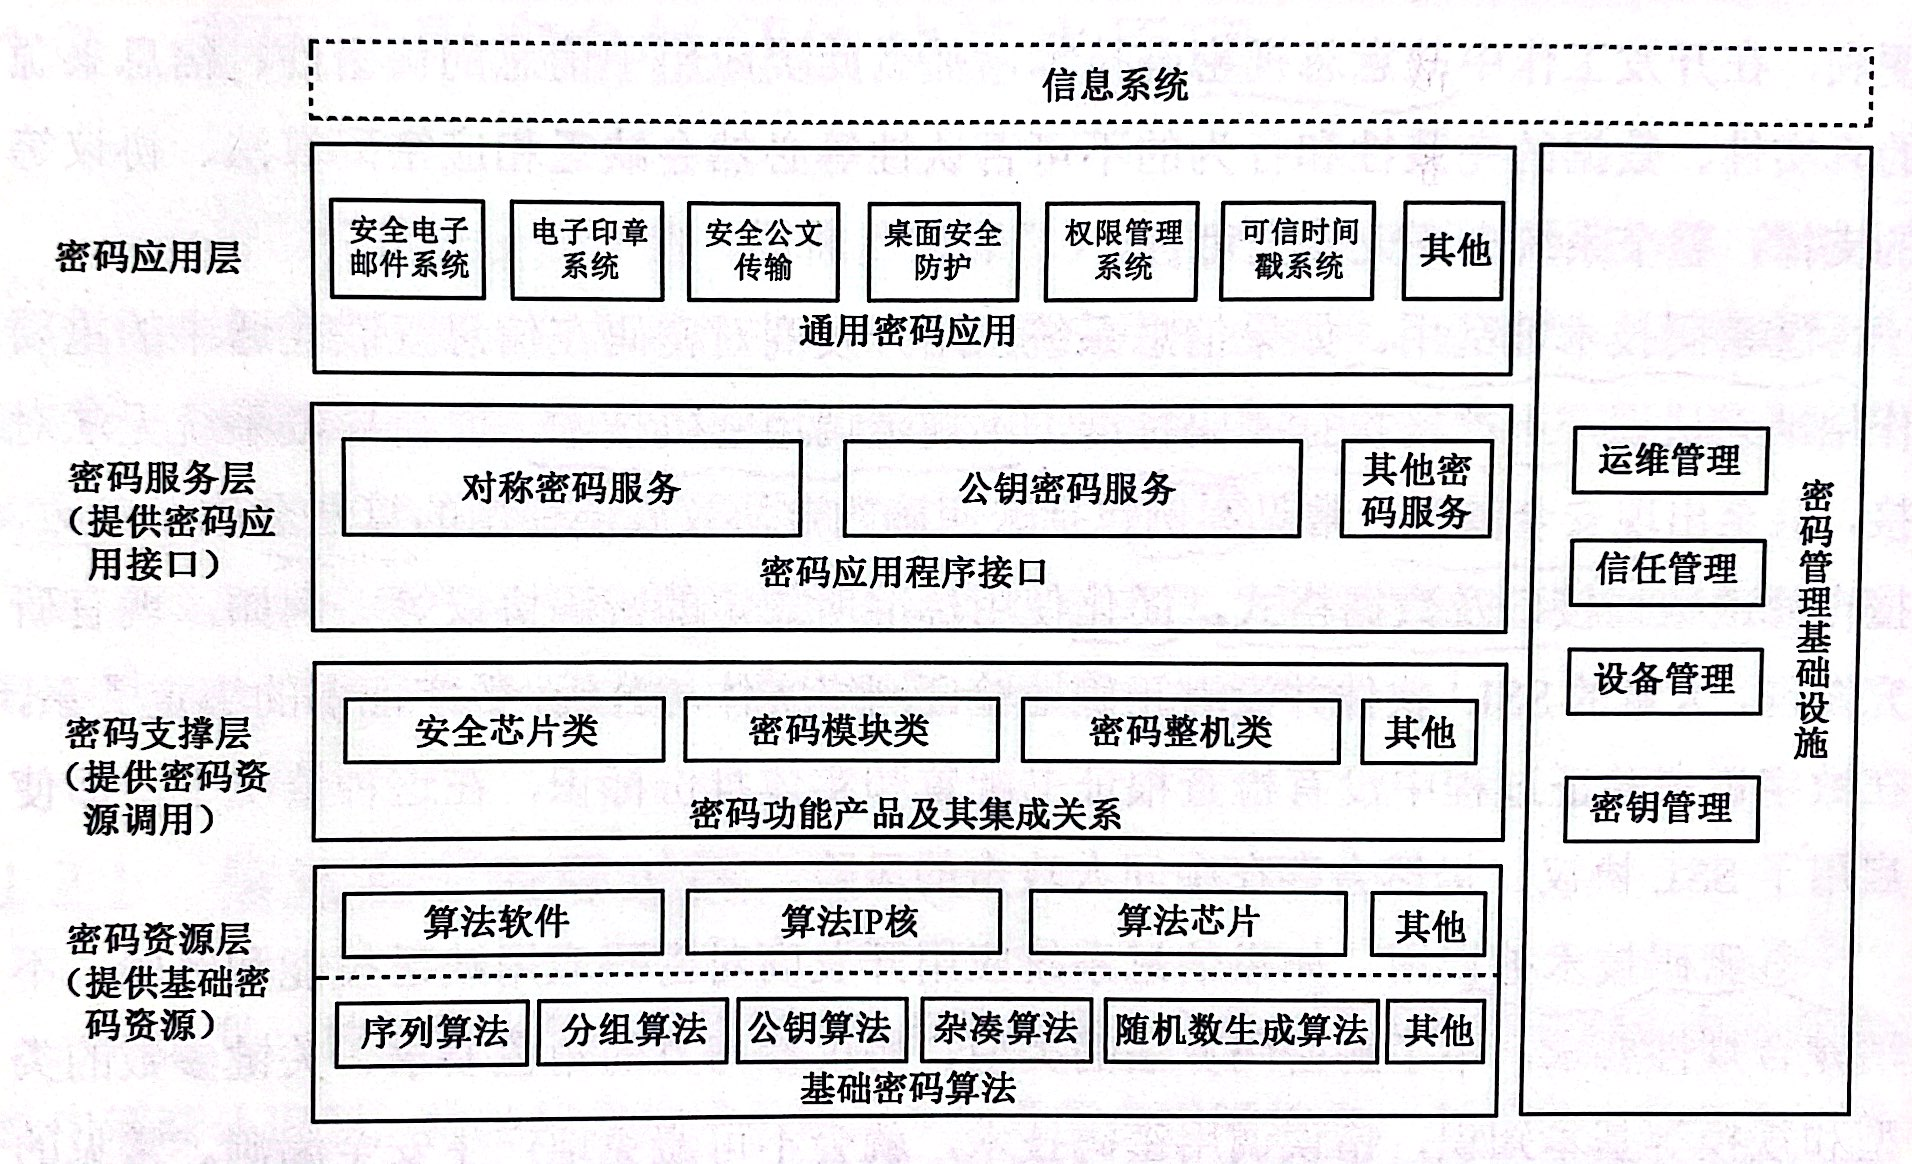 信息系统
密码应用层
安全电子
邮件系统
电子印章
系统
安全公文
传输
桌面安全
防护
权限管理
系统
可信时间
戳系统
其他
通用密码应用
密码服务层
（提供密码应
用接口）
对称密码服务
公钥密码服务
其他密
码服务
密码应用程序接口
密码支撑层
（提供密码资
源调用）
安全芯片类
密码模块类
密码整机类
其他
密码功能产品及其集成关系
密码资源层
（提供基础密
码资源）
算法软件
算法IP核
算法芯片
其他
序列算法
分组算法
公钥算法
杂凑算法
随机数生成算法
其他
基础密码算法
运维管理
信任管理
设备管理
密钥管理
密码管理基础设施